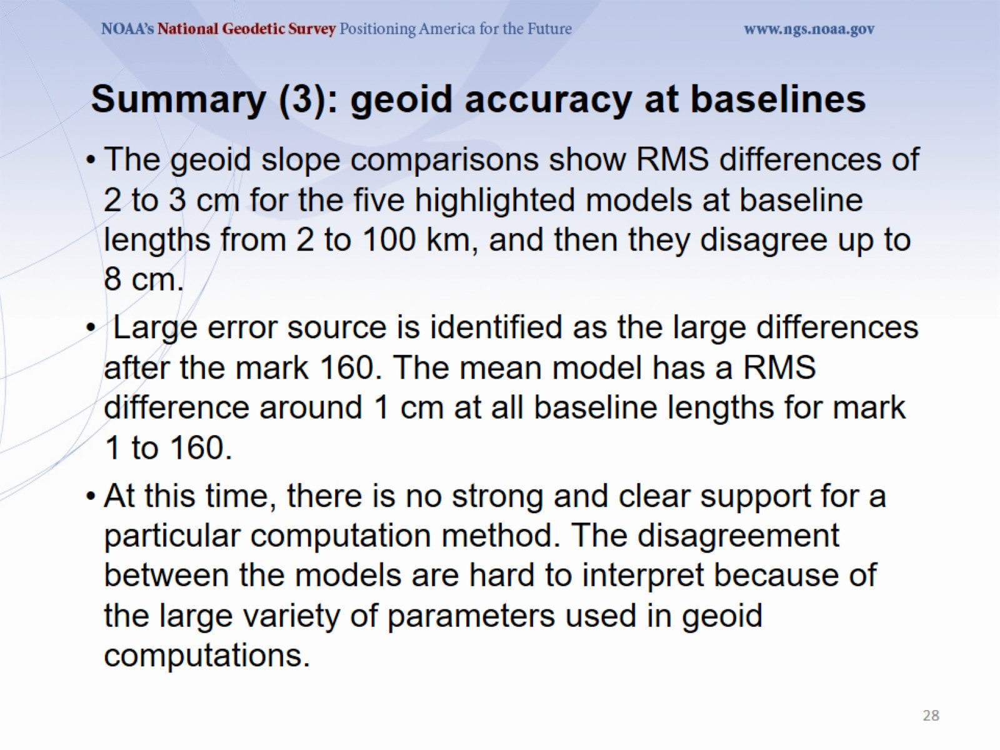 NOAA's National Geodetic Survey Positioning America for the Future www.ngs.noaa.gov
Summary (3): geoid accuracy at baselines
• The geoid slope comparisons show RMS differences of
2 to 3 cm for the five highlighted models at baseline
lengths from 2 to 100 km, and then they disagree up to
8 cm.
• Large error source is identified as the large differences
after the mark 160. The mean model has a RMS
difference around 1 cm at all baseline lengths for mark
1 to 160.
• At this time, there is no strong and clear support for a
particular computation method. The disagreement
between the models are hard to interpret because of
the large variety of parameters used in geoid
computations.
28